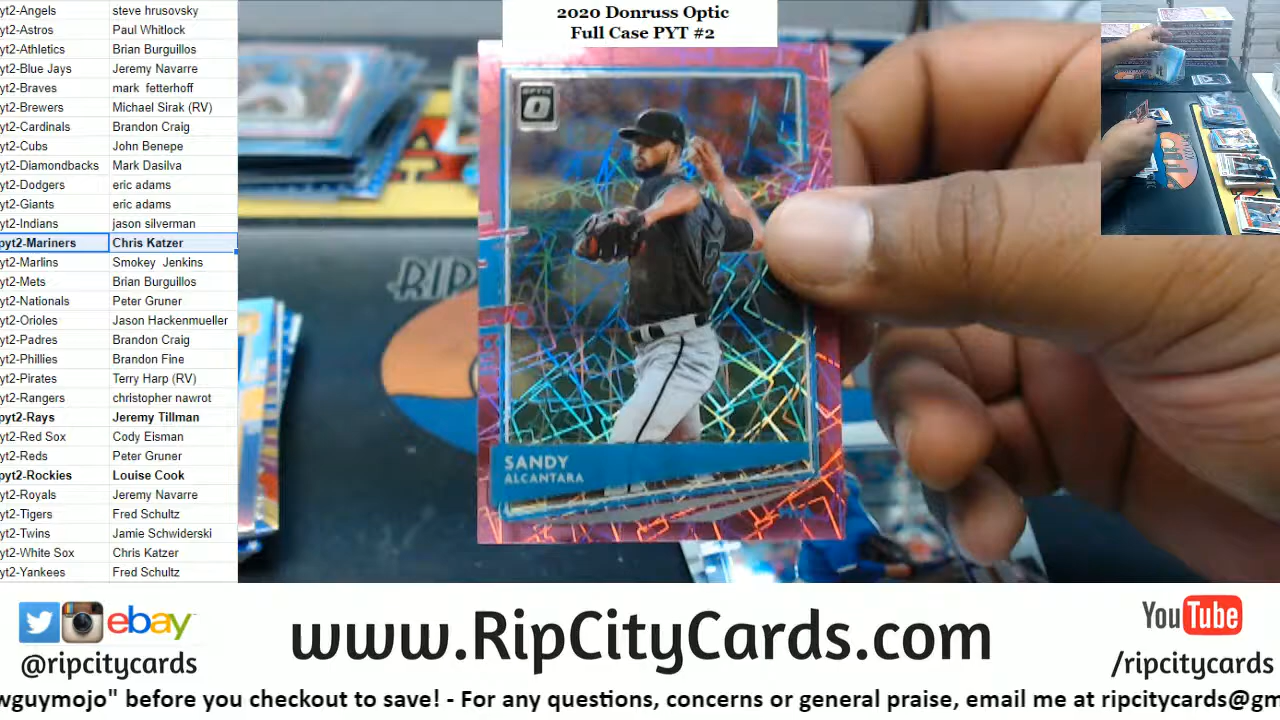 2020 Donruss Optic
Full Case PYT #2
yt2-Angels steve hrusovsky
yt2-Astros Paul Whitlock
yt2-Athletics Brian Burguillos
yt2-Blue Jays Jeremy Navarre
yt2-Braves mark fetterhoff
yt2-Brewers Michael Sirak (RV)
yt2-Cardinals Brandon Craig
yt2-Cubs John Benepe
yt2-Diamondbacks Mark Dasilva
yt2-Dodgers eric adams
yt2-Giants eric adams
yt2-Indians jason silverman
pyt2-Mariners Chris Katzer
yt2-Marlins Smokey Jenkins
yt2-Mets Brian Burguillos
yt2-Nationals Peter Gruner
yt2-Orioles Jason Hackenmueller
yt2-Padres Brandon Craig
yt2-Phillies Brandon Fine
yt2-Pirates Terry Harp (RV)
yt2-Rangers christopher nawrot
pyt2-Rays Jeremy Tillman
yt2-Red Sox Cody Eisman
yt2-Reds Peter Gruner
pyt2-Rockies Louise Cook
yt2-Royals Jeremy Navarre
yt2-Tigers Fred Schultz
yt2-Twins Jamie Schwiderski
yt2-White Sox Chris Katzer
yt2-Yankees Fred Schultz
OPTIC
RIP
SANDY
ALCANTARA
ebay
@ripcitycards
www.RipCityCards.com
YouTube
/ripcitycards
wguymojo" before you checkout to save! - For any questions, concerns or general praise, email me at ripcitycards@gm